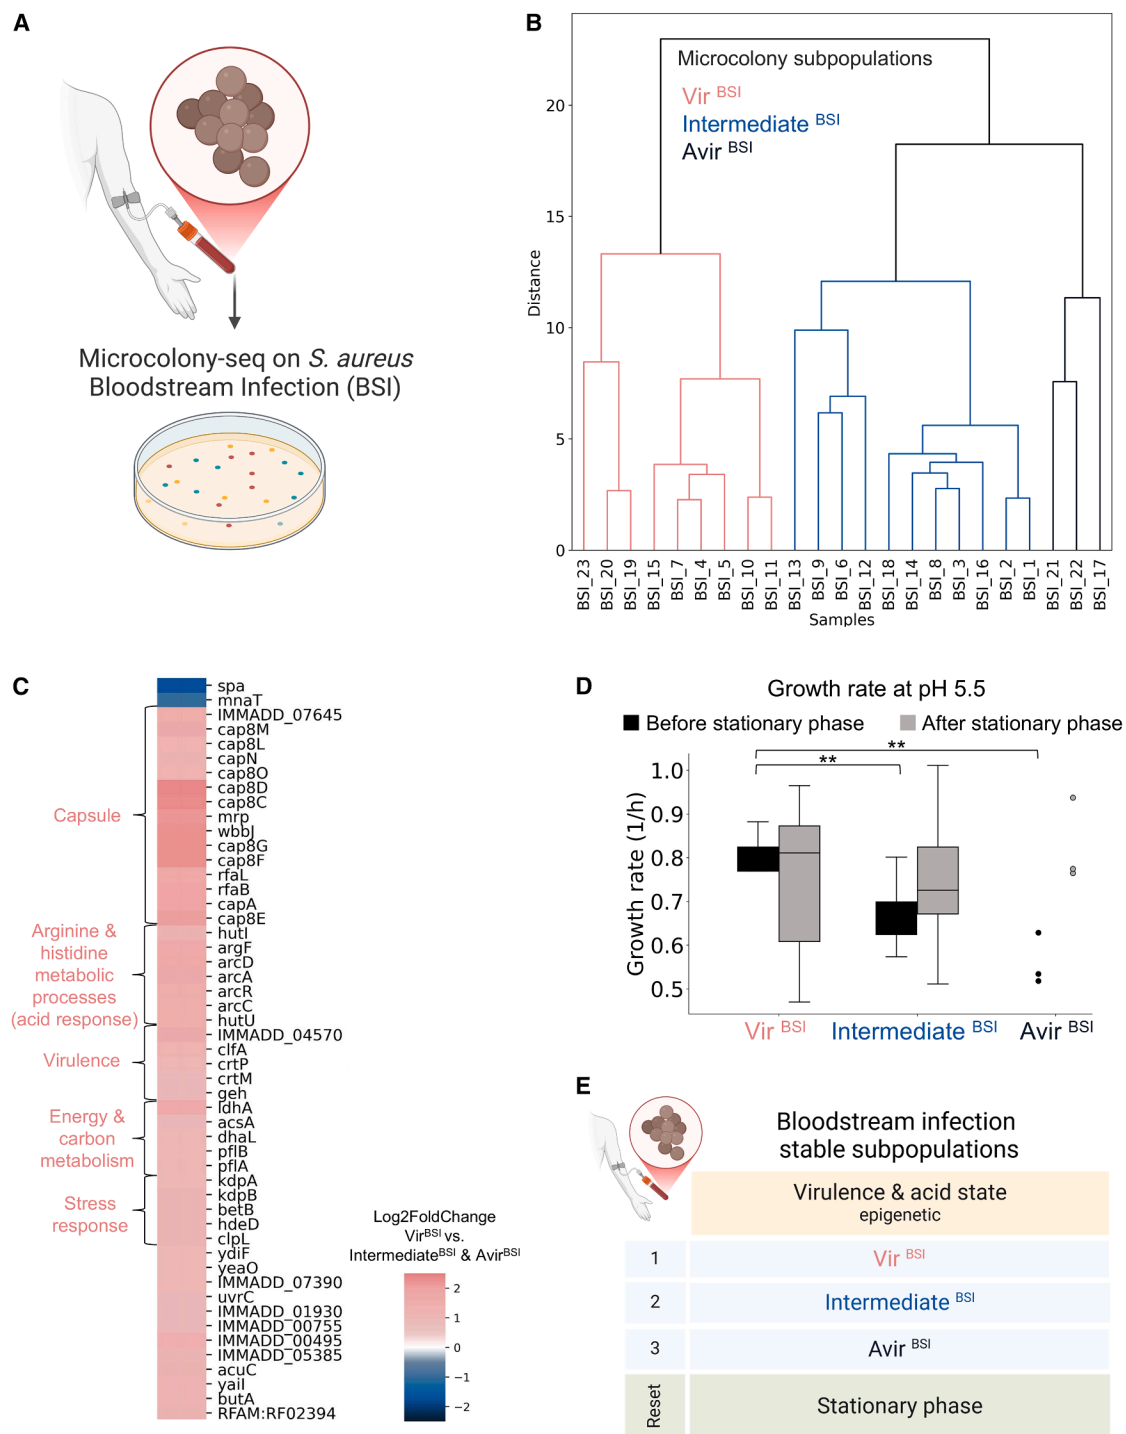 A
Microcolony-seq on S. aureus
Bloodstream Infection (BSI)
B
Microcolony subpopulations
Vir BSI
Intermediate BSI
Avir BSI
Distance
20
15
10
5
0
BSI_23
BSI_20
BSI_19
BSI_15
BSI_7
BSI_4
BSI_5
BSI_10
BSI_11
BSI_13
BSI_9
BSI_6
BSI_12
BSI_18
BSI_14
BSI_8
BSI_3
BSI_16
BSI_2
BSI_1
BSI_21
BSI_22
BSI_17
Samples
C
spa
mnaT
IMMADD_07645
cap8M
cap8L
capN
cap8O
cap8D
cap8C
mrp
wbbJ
cap8G
cap8F
rfaL
rfaB
capA
cap8E
hutI
argF
arcD
arcA
arcR
arcC
hutU
IMMADD_04570
clfA
crtP
crtM
geh
ldhA
acsA
dhaL
pflB
pflA
kdpA
kdpB
betB
hdeD
clpL
ydiF
yeaO
IMMADD_07390
uvrC
IMMADD_01930
IMMADD_00755
IMMADD_00495
IMMADD_05385
acuC
yail
butA
RFAM:RF02394
Capsule
Arginine &
histidine
metabolic
processes
(acid response)
Virulence
Energy &
carbon
metabolism
Stress
response
Log2FoldChange
Vir BSI vs.
Intermediate BSI & Avir BSI
2
1
0
−1
−2
D
Growth rate at pH 5.5
Before stationary phase
After stationary phase
**
**
Growth rate (1/h)
1.0
0.9
0.8
0.7
0.6
0.5
Vir BSI
Intermediate BSI
Avir BSI
E
Bloodstream infection
stable subpopulations
Virulence & acid state
epigenetic
1
Vir BSI
2
Intermediate BSI
3
Avir BSI
Reset
Stationary phase